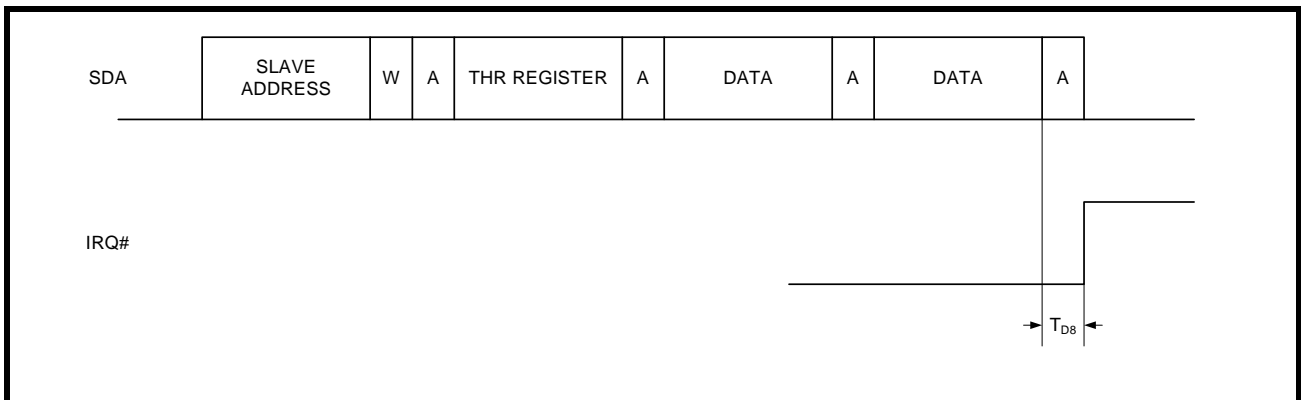 SDA
SLAVE
ADDRESS
W
A
THR REGISTER
A
DATA
A
DATA
A
IRQ#
TD8